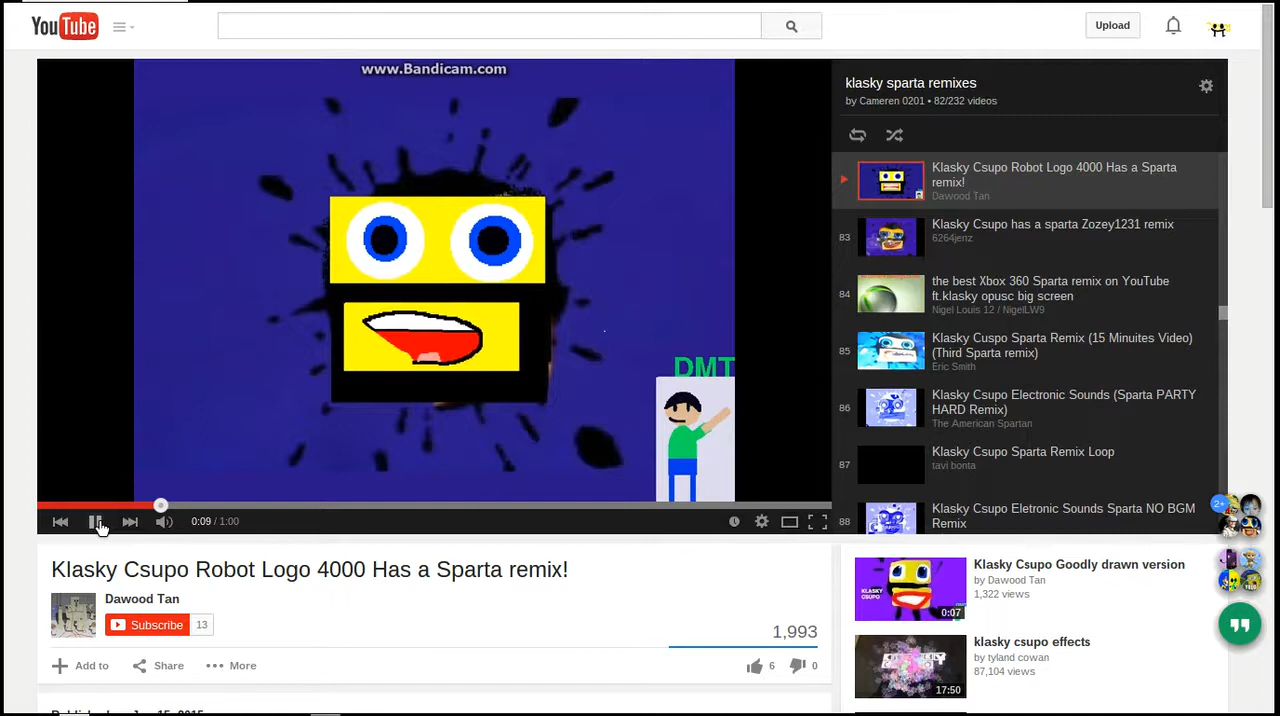 YouTube
Upload
www.Bandicam.com
DMT
0:09 / 1:00
klasky sparta remixes
by Cameren 0201 • 82/232 videos
Klasky Csupo Robot Logo 4000 Has a Sparta
remix!
Dawood Tan
83
Klasky Csupo has a sparta Zozey1231 remix
6264jenz
84
the best Xbox 360 Sparta remix on YouTube
ft.klasky opusc big screen
Nigel Louis 12 / NigelLW9
85
Klasky Cuspo Sparta Remix (15 Minuites Video)
(Third Sparta remix)
Eric Smith
86
Klasky Csupo Electronic Sounds (Sparta PARTY
HARD Remix)
The American Spartan
87
Klasky Csupo Sparta Remix Loop
tavi bonta
88
Klasky Csupo Eletronic Sounds Sparta NO BGM
Remix
2+
Klasky Csupo Robot Logo 4000 Has a Sparta remix!
Dawood Tan
Subscribe 13
1,993
Add to Share More
6 0
KLASKY
CSUPO
0:07
Klasky Csupo Goodly drawn version
by Dawood Tan
1,322 views
17:50
klasky csupo effects
by tyland cowan
87,104 views